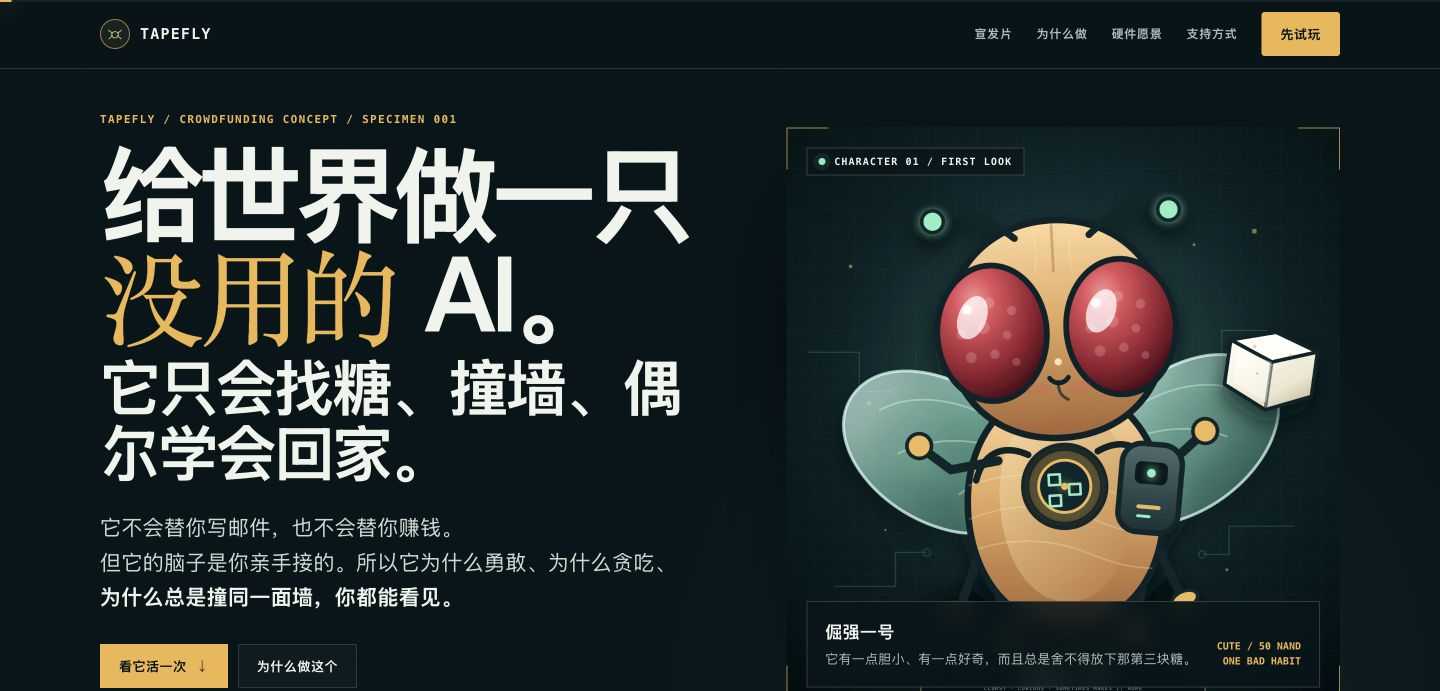 TAPEFLY
宣发片
为什么做
硬件愿景
支持方式
先试玩
TAPEFLY / CROWDFUNDING CONCEPT / SPECIMEN 001
给世界做一只
没用的 AI。
它只会找糖、撞墙、偶
尔学会回家。
它不会替你写邮件，也不会替你赚钱。
但它的脑子是你亲手接的。所以它为什么勇敢、为什么贪吃、
为什么总是撞同一面墙，你都能看见。
看它活一次 ↓
为什么做这个
CHARACTER 01 / FIRST LOOK
倔强一号
它有一点胆小、有一点好奇，而且总是舍不得放下那第三块糖。
CUTE / 50 NAND
ONE BAD HABIT